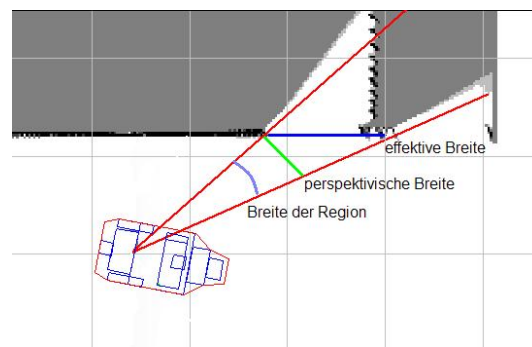 effektive Breite
perspektivische Breite
Breite der Region